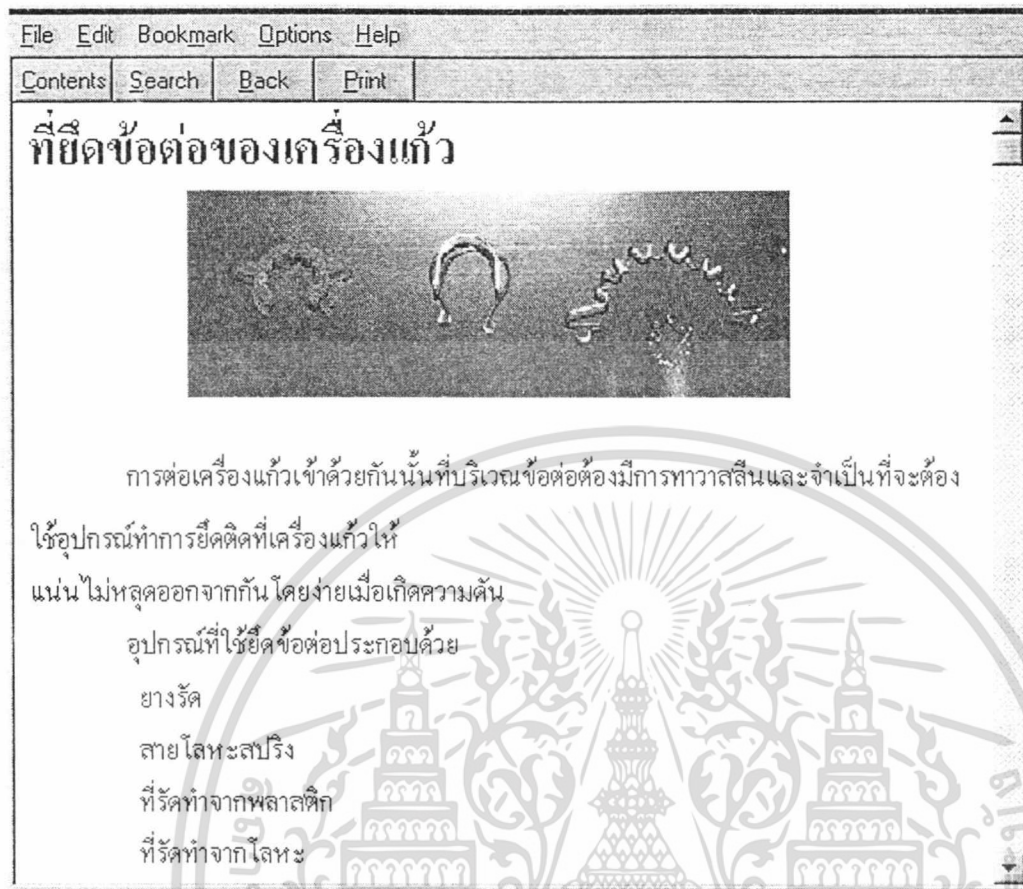 File Edit Bookmark Options Help
Contents Search Back Print
ที่ยึดข้อต่อของเครื่องแก้ว
การต่อเครื่องแก้วเข้าด้วยกันนั้นที่บริเวณข้อต่อต้องมีการทาวาสลีนและจำเป็นที่จะต้อง
ใช้อุปกรณ์ทำการยึดติดที่เครื่องแก้วให้
แน่นไม่หลุดออกจากกันโดยง่ายเมื่อเกิดความดัน
อุปกรณ์ที่ใช้ยึดข้อต่อประกอบด้วย
ยางรัด
สายโลหะสปริง
ที่รัดทำจากพลาสติก
ที่รัดทำจากโลหะ